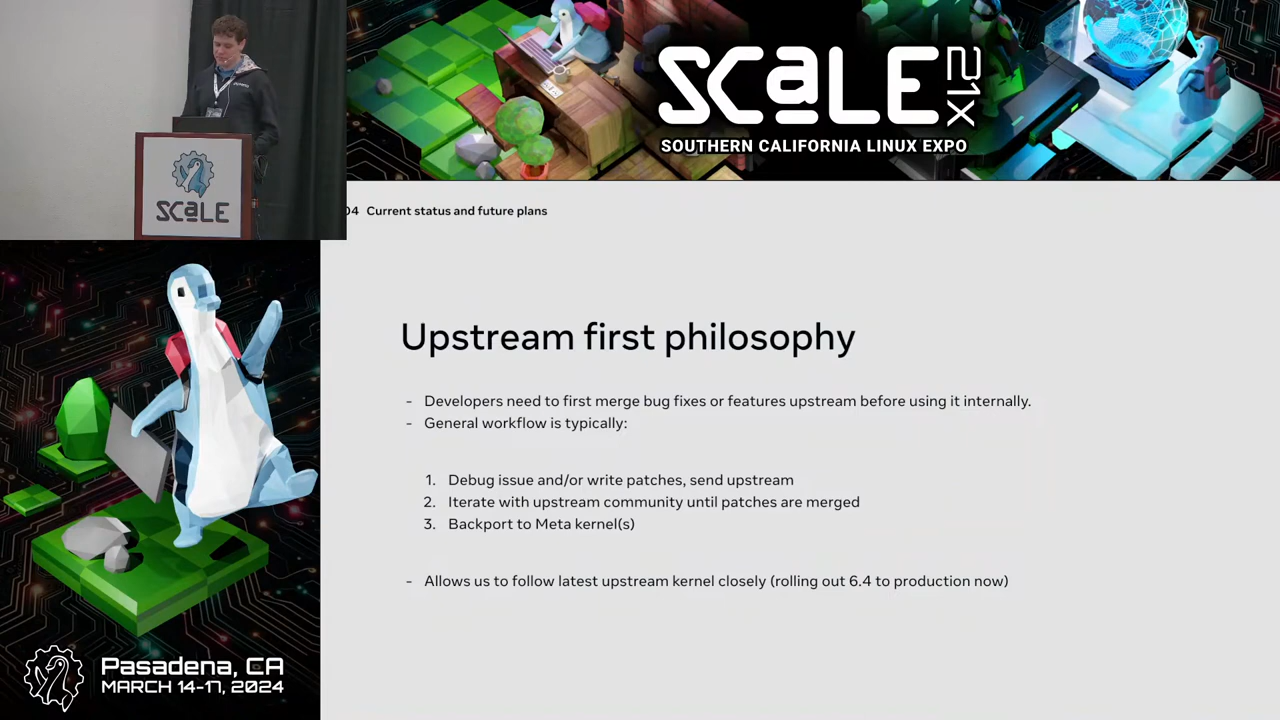 SCaLE 21X
SOUTHERN CALIFORNIA LINUX EXPO
SCaLE
04 Current status and future plans
Upstream first philosophy
- Developers need to first merge bug fixes or features upstream before using it internally.
- General workflow is typically:
1. Debug issue and/or write patches, send upstream
2. Iterate with upstream community until patches are merged
3. Backport to Meta kernel(s)
- Allows us to follow latest upstream kernel closely (rolling out 6.4 to production now)
Pasadena, CA
MARCH 14-17, 2024